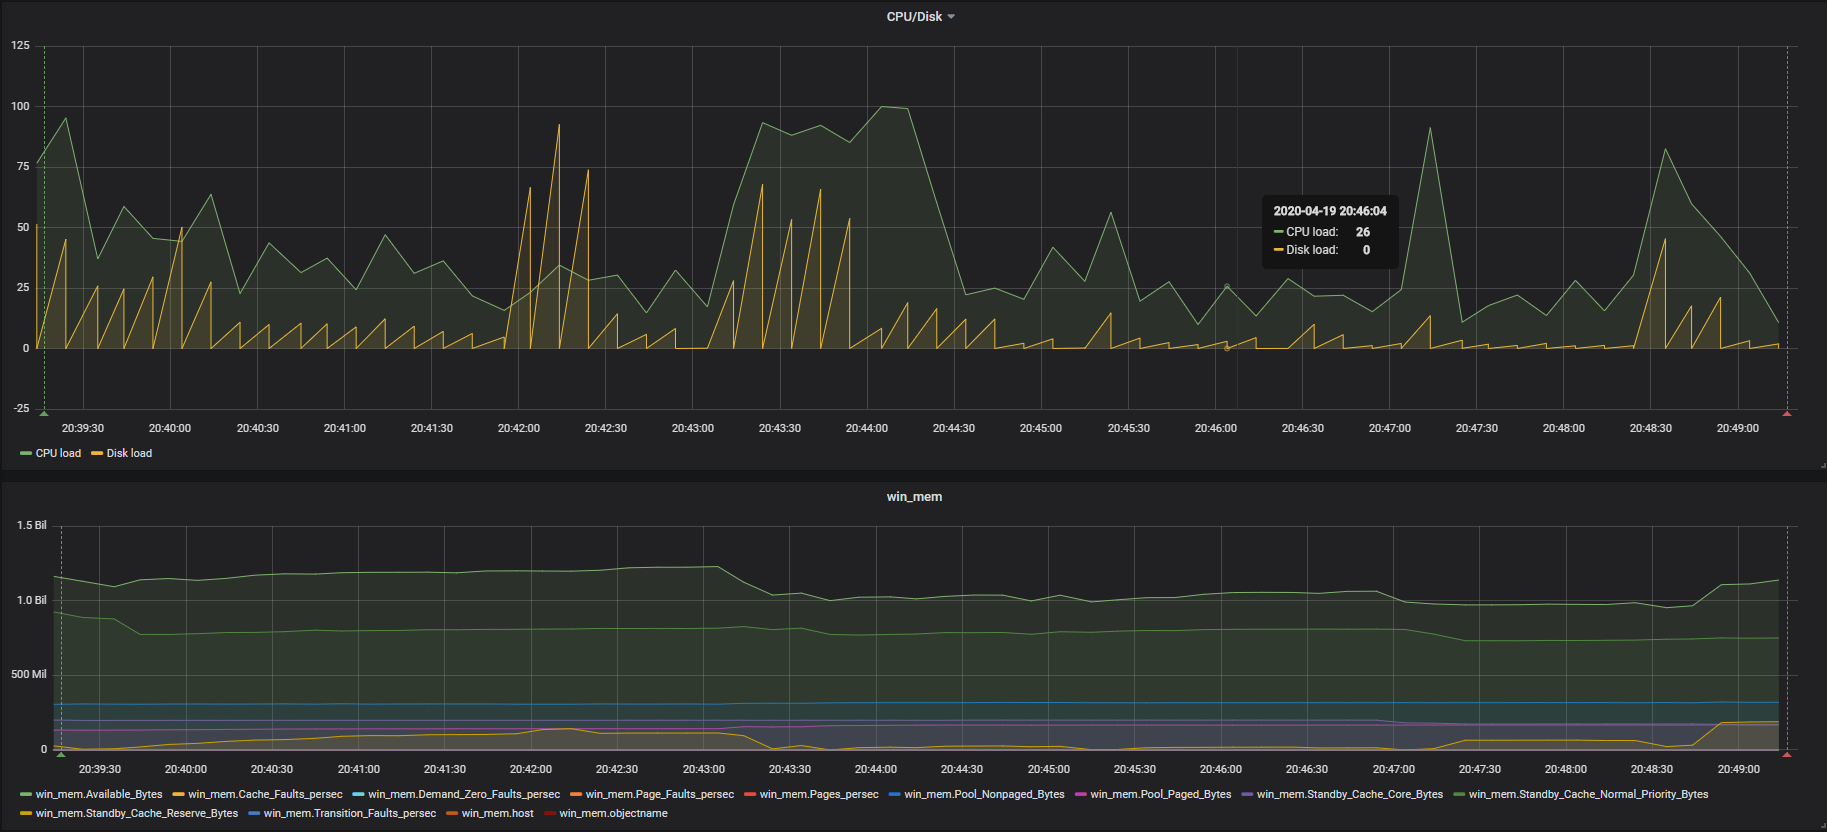 CPU/Disk
125
100
75
50
25
0
-25
2020-04-19 20:46:04
CPU load: 26
Disk load: 0
20:39:30 20:40:00 20:40:30 20:41:00 20:41:30 20:42:00 20:42:30 20:43:00 20:43:30 20:44:00 20:44:30 20:45:00 20:45:30 20:46:00 20:46:30 20:47:00 20:47:30 20:48:00 20:48:30 20:49:00
CPU load Disk load
win_mem
1.5 Bil
1.0 Bil
500 Mil
0
20:39:30 20:40:00 20:40:30 20:41:00 20:41:30 20:42:00 20:42:30 20:43:00 20:43:30 20:44:00 20:44:30 20:45:00 20:45:30 20:46:00 20:46:30 20:47:00 20:47:30 20:48:00 20:48:30 20:49:00
win_mem.Available_Bytes win_mem.Cache_Faults_persec win_mem.Demand_Zero_Faults_persec win_mem.Page_Faults_persec win_mem.Pages_persec win_mem.Pool_Nonpaged_Bytes win_mem.Pool_Paged_Bytes win_mem.Standby_Cache_Core_Bytes win_mem.Standby_Cache_Normal_Priority_Bytes
win_mem.Standby_Cache_Reserve_Bytes win_mem.Transition_Faults_persec win_mem.host win_mem.objectname